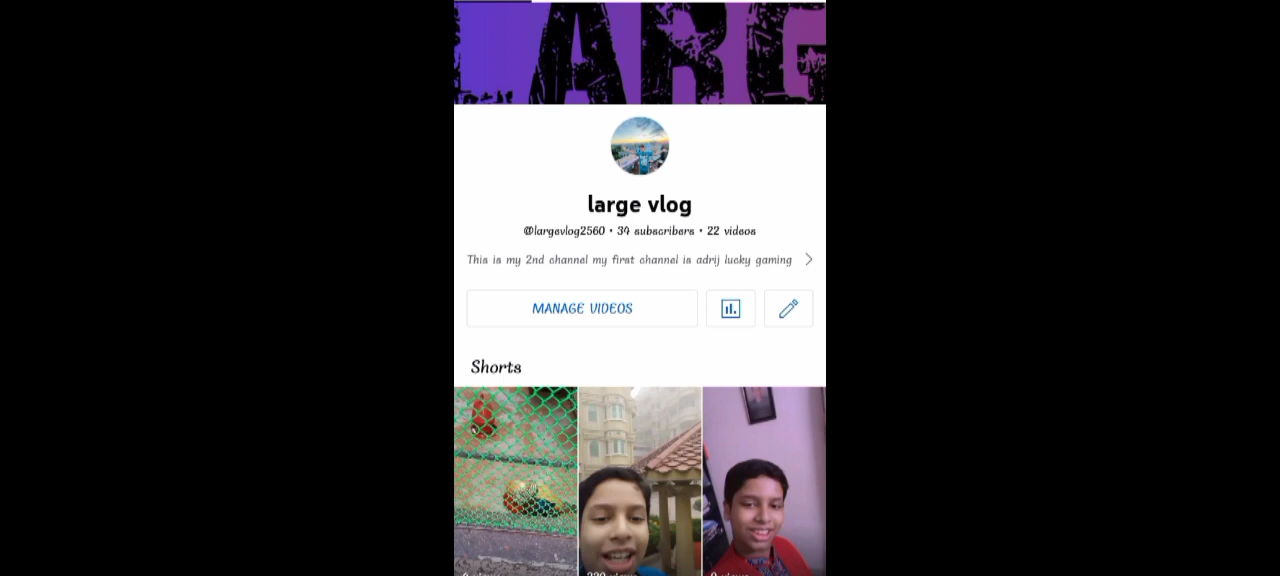 LARG
large vlog
@largevlog2560 • 34 subscribers • 22 videos
This is my 2nd channel my first channel is adrij lucky gaming
MANAGE VIDEOS
Shorts